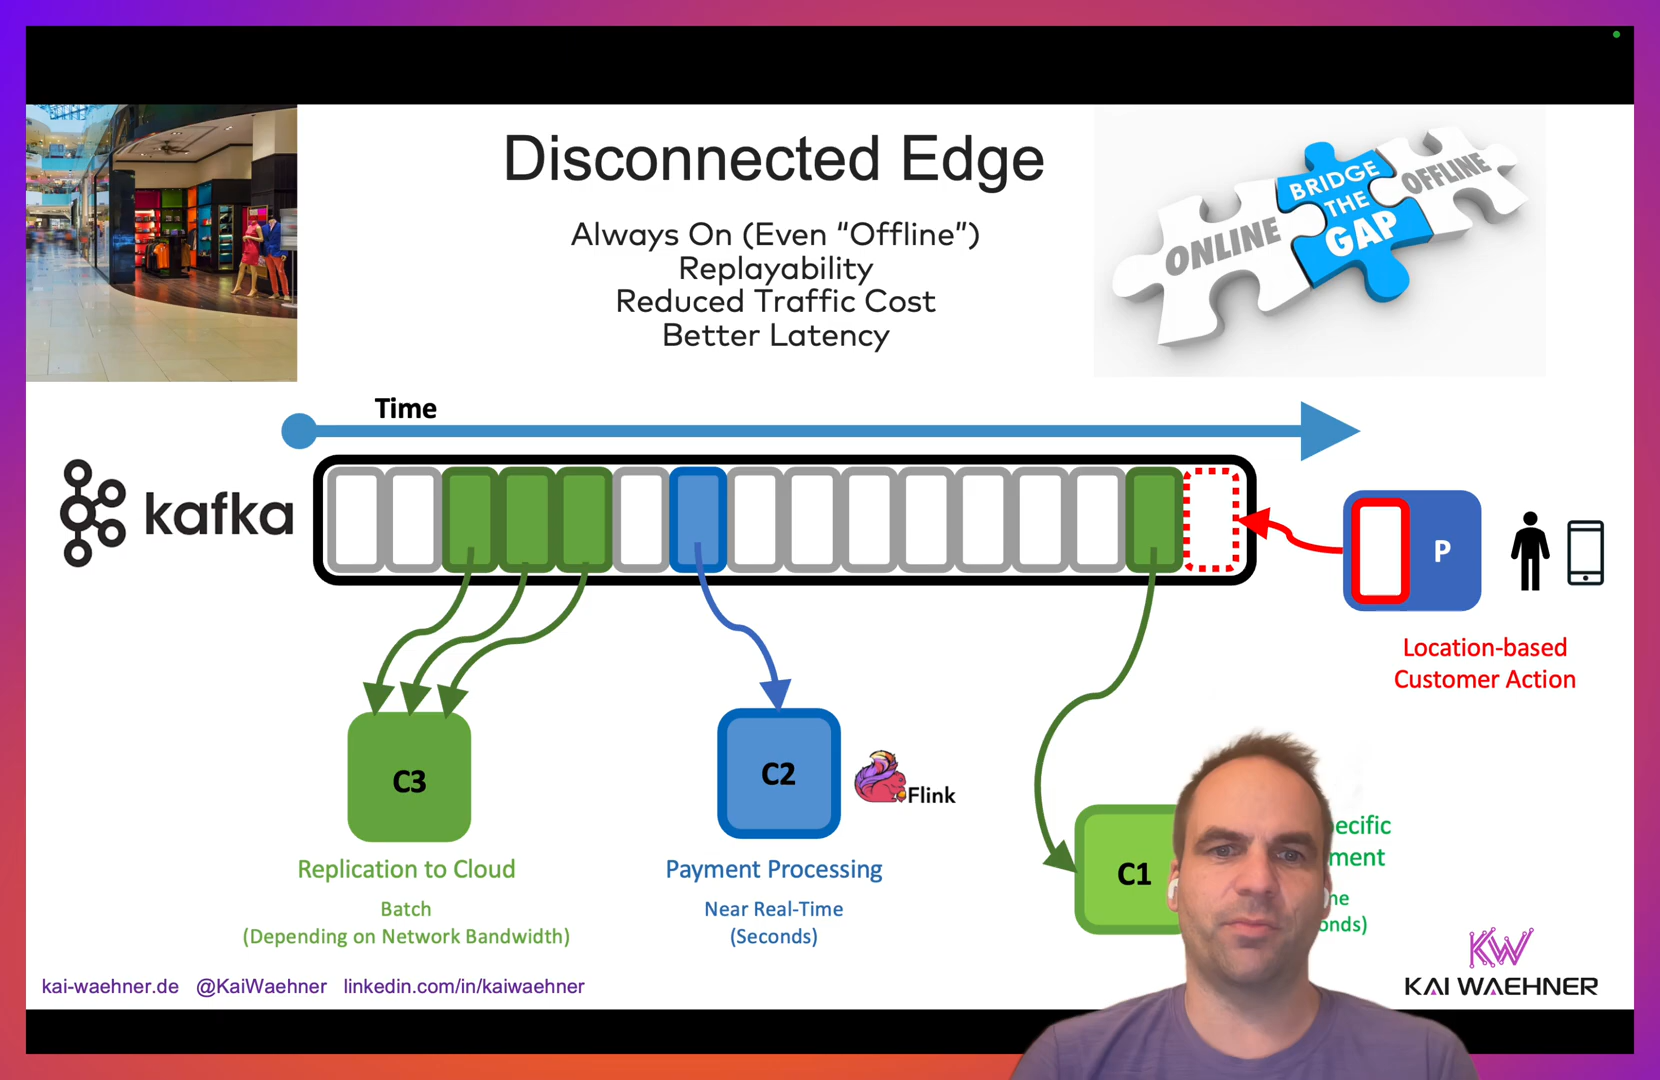 Disconnected Edge
Always On (Even “Offline”)
Replayability
Reduced Traffic Cost
Better Latency
ONLINE
BRIDGE
THE
GAP
OFFLINE
Time
kafka
P
Location-based
Customer Action
C3
C2
Flink
C1
Replication to Cloud
Batch
(Depending on Network Bandwidth)
Payment Processing
Near Real-Time
(Seconds)
kai-waehner.de @KaiWaehner linkedin.com/in/kaiwaehner
KW
KAI WAEHNER